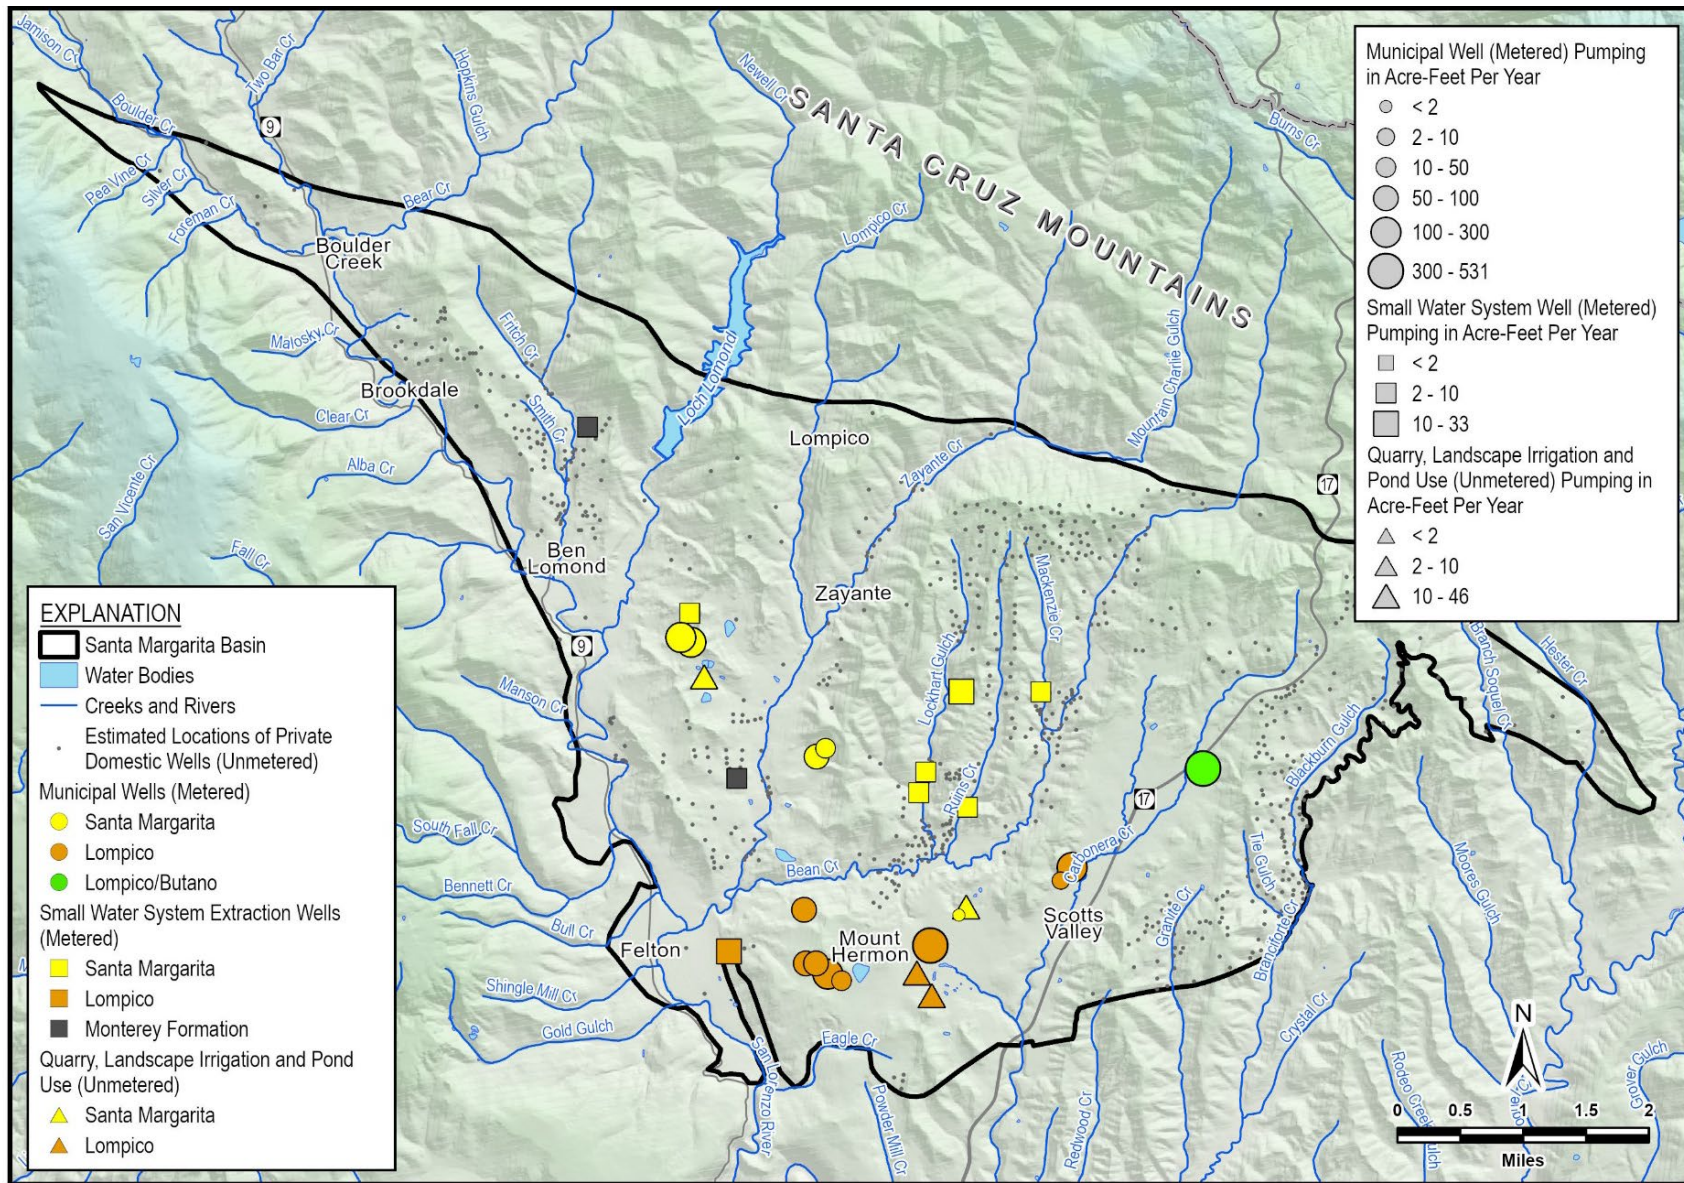 Jamison Cr
Two Bar Cr
Hopkins Gulch
Newell Cr
SANTA CRUZ MOUNTAINS
Burns Cr
Boulder Cr
9
Pea Vine Cr
Silver Cr
Foreman Cr
Bear Cr
Lompico Cr
Boulder
Creek
Malosky Cr
Fritch Cr
Loch Lomond
Mountain Charlie Gulch
Brookdale
Clear Cr
Smith Cr
Lompico
Zayante Cr
17
Alba Cr
San Vicente Cr
Fall Cr
Ben
Lomond
Zayante
Mackenzie Cr
Lockhart Gulch
Branch Soquel Cr
Hester Cr
9
Manson Cr
Blackburn Gulch
Ruins Cr
17
South Fall Cr
Carbonera Cr
Tie Gulch
Moores Gulch
Bean Cr
Bennett Cr
Bull Cr
Felton
Mount
Hermon
Scotts
Valley
Granite Cr
Branciforte Cr
Shingle Mill Cr
Gold Gulch
Eagle Cr
Crystal Cr
San Lorenzo River
Powder Mill Cr
Redwood Cr
Rodeo Creek Gulch
Grover Gulch
Municipal Well (Metered) Pumping
in Acre-Feet Per Year
< 2
2 - 10
10 - 50
50 - 100
100 - 300
300 - 531
Small Water System Well (Metered)
Pumping in Acre-Feet Per Year
< 2
2 - 10
10 - 33
Quarry, Landscape Irrigation and
Pond Use (Unmetered) Pumping in
Acre-Feet Per Year
< 2
2 - 10
10 - 46
EXPLANATION
Santa Margarita Basin
Water Bodies
Creeks and Rivers
Estimated Locations of Private
Domestic Wells (Unmetered)
Municipal Wells (Metered)
Santa Margarita
Lompico
Lompico/Butano
Small Water System Extraction Wells
(Metered)
Santa Margarita
Lompico
Monterey Formation
Quarry, Landscape Irrigation and Pond
Use (Unmetered)
Santa Margarita
Lompico
N
0 0.5 1 1.5 2
Miles